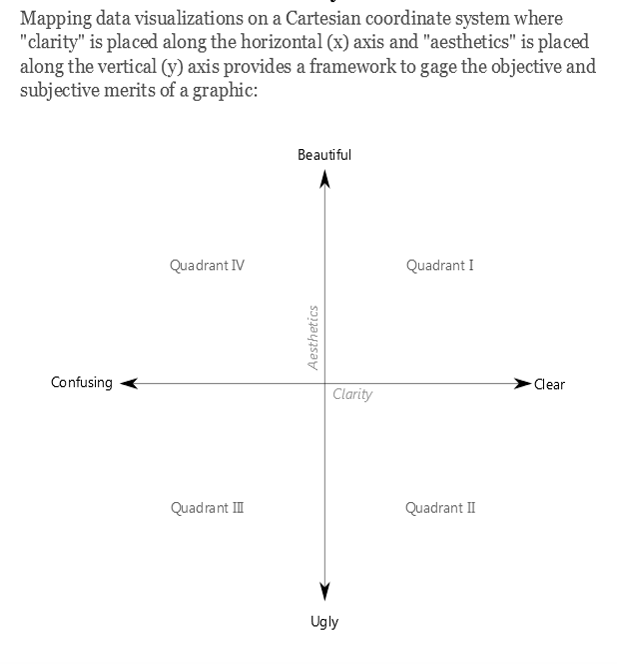 Mapping data visualizations on a Cartesian coordinate system where
"clarity" is placed along the horizontal (x) axis and "aesthetics" is placed
along the vertical (y) axis provides a framework to gage the objective and
subjective merits of a graphic:
Beautiful
Quadrant IV
Quadrant I
Aesthetics
Confusing
Clear
Clarity
Quadrant III
Quadrant II
Ugly